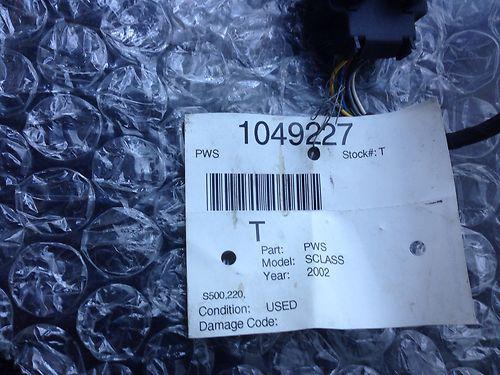 1049227
PWS Stock#: T
T
Part: PWS
Model: SCLASS
Year: 2002
S500,220,
Condition: USED
Damage Code: